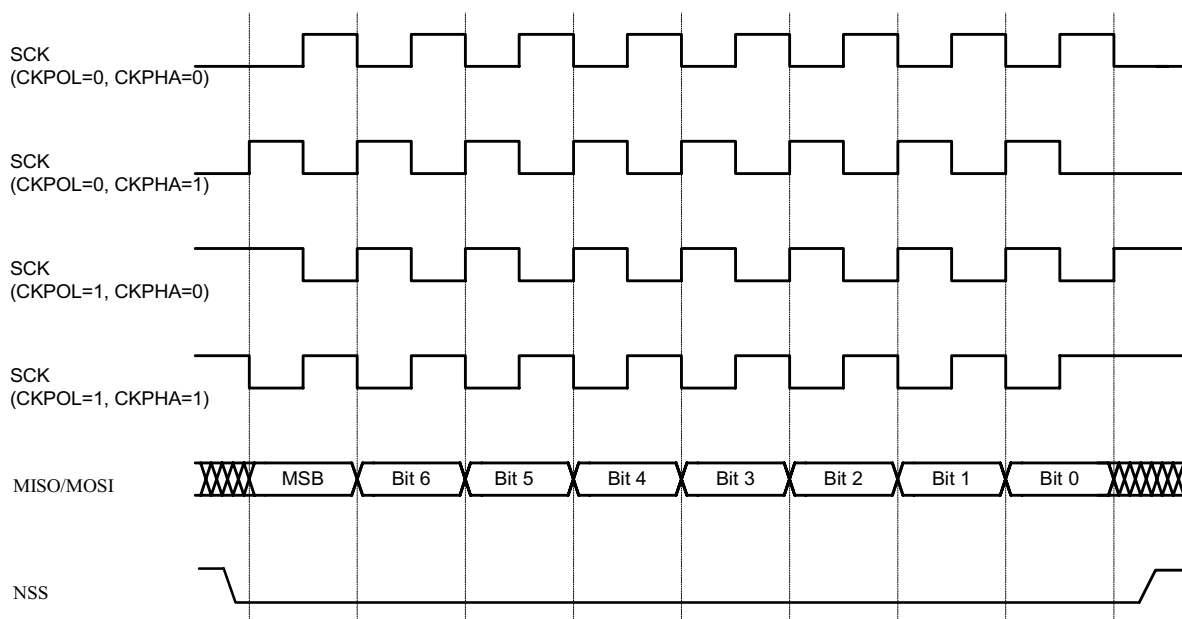 SCK
(CKPOL=0, CKPHA=0)
SCK
(CKPOL=0, CKPHA=1)
SCK
(CKPOL=1, CKPHA=0)
SCK
(CKPOL=1, CKPHA=1)
MISO/MOSI
MSB Bit 6 Bit 5 Bit 4 Bit 3 Bit 2 Bit 1 Bit 0
NSS